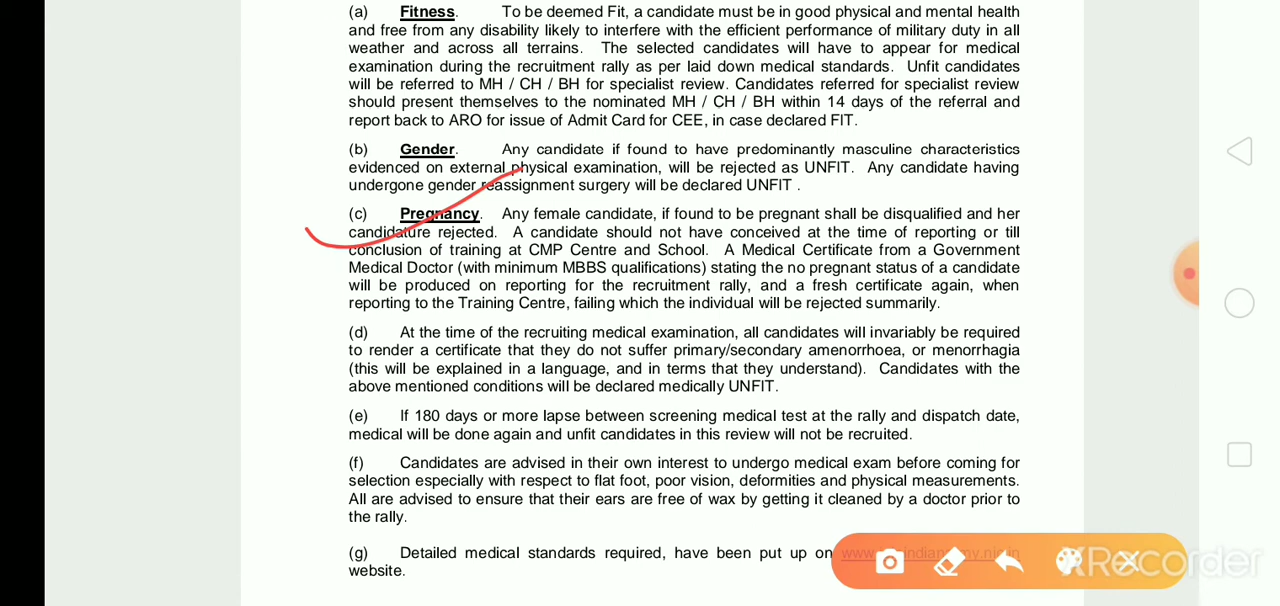 (a) Fitness. To be deemed Fit, a candidate must be in good physical and mental health
and free from any disability likely to interfere with the efficient performance of military duty in all
weather and across all terrains. The selected candidates will have to appear for medical
examination during the recruitment rally as per laid down medical standards. Unfit candidates
will be referred to MH / CH / BH for specialist review. Candidates referred for specialist review
should present themselves to the nominated MH / CH / BH within 14 days of the referral and
report back to ARO for issue of Admit Card for CEE, in case declared FIT.
(b) Gender. Any candidate if found to have predominantly masculine characteristics
evidenced on external physical examination, will be rejected as UNFIT. Any candidate having
undergone gender reassignment surgery will be declared UNFIT .
(c) Pregnancy. Any female candidate, if found to be pregnant shall be disqualified and her
candidature rejected. A candidate should not have conceived at the time of reporting or till
conclusion of training at CMP Centre and School. A Medical Certificate from a Government
Medical Doctor (with minimum MBBS qualifications) stating the no pregnant status of a candidate
will be produced on reporting for the recruitment rally, and a fresh certificate again, when
reporting to the Training Centre, failing which the individual will be rejected summarily.
(d) At the time of the recruiting medical examination, all candidates will invariably be required
to render a certificate that they do not suffer primary/secondary amenorrhoea, or menorrhagia
(this will be explained in a language, and in terms that they understand). Candidates with the
above mentioned conditions will be declared medically UNFIT.
(e) If 180 days or more lapse between screening medical test at the rally and dispatch date,
medical will be done again and unfit candidates in this review will not be recruited.
(f) Candidates are advised in their own interest to undergo medical exam before coming for
selection especially with respect to flat foot, poor vision, deformities and physical measurements.
All are advised to ensure that their ears are free of wax by getting it cleaned by a doctor prior to
the rally.
(g) Detailed medical standards required, have been put up on
website.
XRecorder